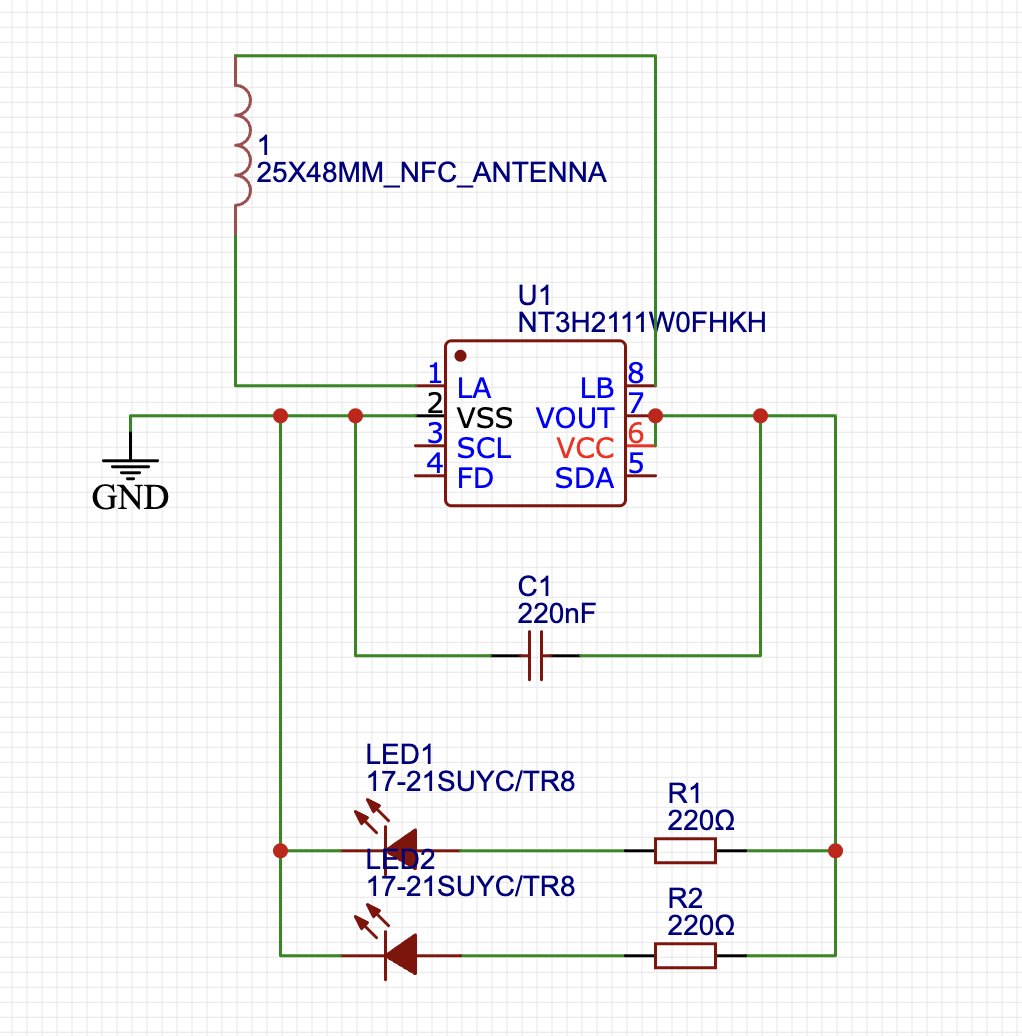 1
25X48MM_NFC_ANTENNA
U1
NT3H2111W0FHKH
1 LA LB 8
2 VSS VOUT 7
3 SCL VCC 6
4 FD SDA 5
GND
C1
220nF
LED1
17-21SUYC/TR8
R1
220Ω
LED2
17-21SUYC/TR8
R2
220Ω